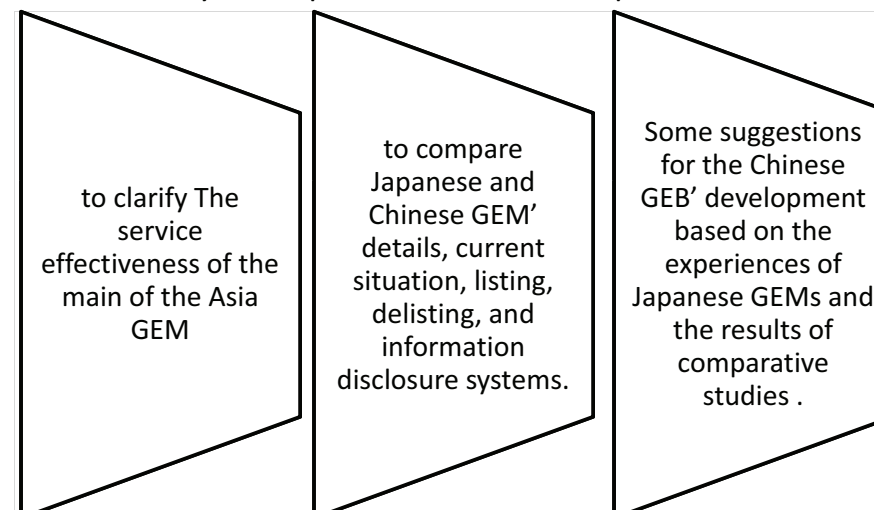 to clarify The
service
effectiveness of the
main of the Asia
GEM
to compare
Japanese and
Chinese GEM’
details, current
situation, listing,
delisting, and
information
disclosure systems.
Some suggestions
for the Chinese
GEB’ development
based on the
experiences of
Japanese GEMs and
the results of
comparative
studies .